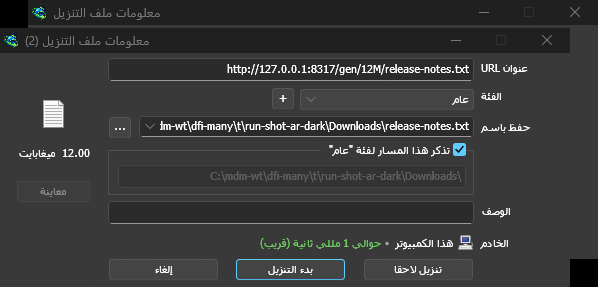 معلومات ملف التنزيل
معلومات ملف التنزيل (2)
عنوان URL
http://127.0.0.1:8317/gen/12M/release-notes.txt
الفئة
عام
+
حفظ باسم
dm-wt\dfi-many\t\run-shot-ar-dark\Downloads\release-notes.txt
...
تذكر هذا المسار لفئة "عام"
C:\mdm-wt\dfi-many\t\run-shot-ar-dark\Downloads\
12.00 ميغابايت
معاينة
الوصف
الخادم
هذا الكمبيوتر • حوالي 1 مللي ثانية (قريب)
تنزيل لاحقا
بدء التنزيل
إلغاء